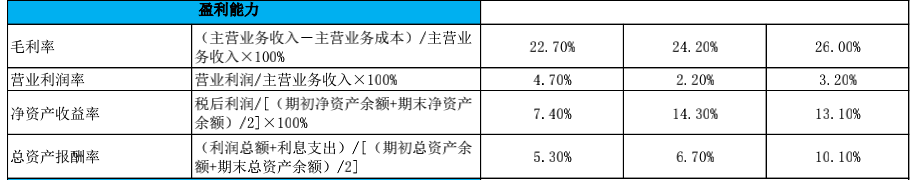 盈利能力
毛利率 (主营业务收入-主营业务成本)/主营业
务收入×100% 22.70% 24.20% 26.00%
营业利润率 营业利润/主营业务收入×100% 4.70% 2.20% 3.20%
净资产收益率 税后利润/[(期初净资产余额+期末净资产
余额)/2]×100% 7.40% 14.30% 13.10%
总资产报酬率 (利润总额+利息支出)/[(期初总资产余
额+期末总资产余额)/2] 5.30% 6.70% 10.10%